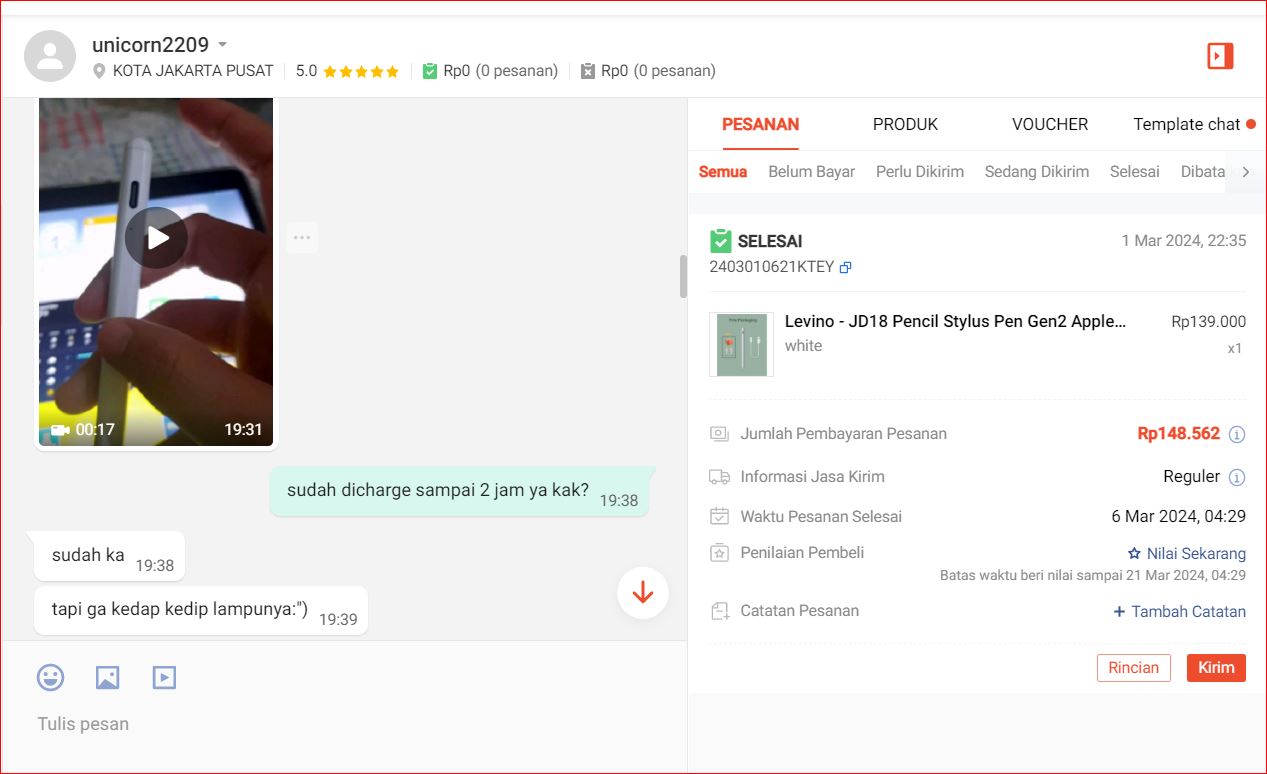 unicorn2209
KOTA JAKARTA PUSAT
5.0
Rp0 (0 pesanan)
Rp0 (0 pesanan)
00:17
19:31
sudah dicharge sampai 2 jam ya kak?
19:38
sudah ka
19:38
tapi ga kedap kedip lampunya:")
19:39
Tulis pesan
PESANAN
PRODUK
VOUCHER
Template chat
Semua
Belum Bayar
Perlu Dikirim
Sedang Dikirim
Selesai
Dibata
SELESAI
1 Mar 2024, 22:35
2403010621KTEY
Levino - JD18 Pencil Stylus Pen Gen2 Apple...
Rp139.000
white
x1
Jumlah Pembayaran Pesanan
Rp148.562
Informasi Jasa Kirim
Reguler
Waktu Pesanan Selesai
6 Mar 2024, 04:29
Penilaian Pembeli
Nilai Sekarang
Batas waktu beri nilai sampai 21 Mar 2024, 04:29
Catatan Pesanan
+ Tambah Catatan
Rincian
Kirim